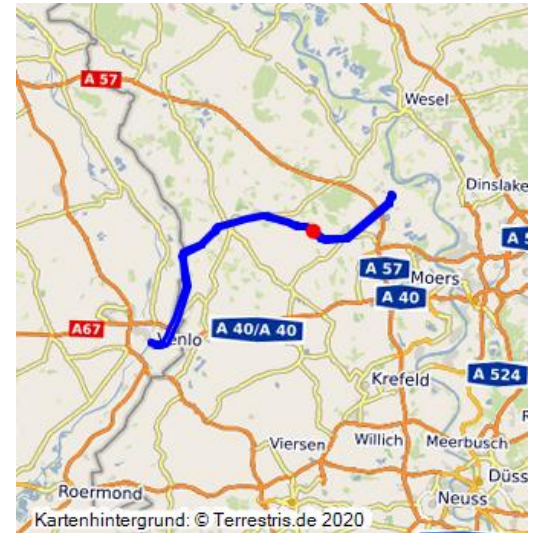 A 57
Wesel
Dinslake
A 5
A 57
Moers
A 40
A67
Venlo
A 40/A 40
A 524
Krefeld
Viersen
Willich
Meerbusch
Düss
Roermond
Neuss
Kartenhintergrund: © Terrestris.de 2020